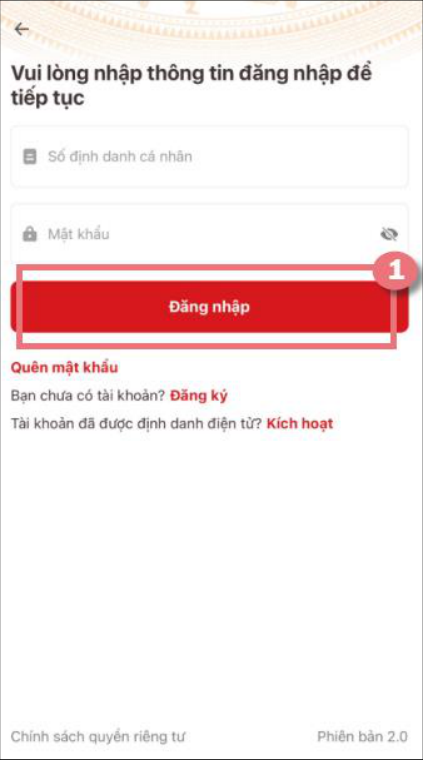 Vui lòng nhập thông tin đăng nhập để
tiếp tục
Số định danh cá nhân
Mật khẩu
1
Đăng nhập
Quên mật khẩu
Bạn chưa có tài khoản? Đăng ký
Tài khoản đã được định danh điện tử? Kích hoạt
Chính sách quyền riêng tư Phiên bản 2.0